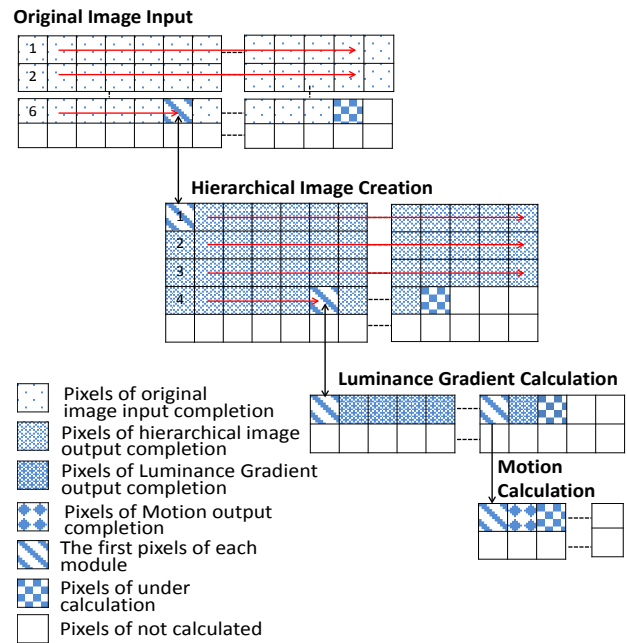 Original Image Input
1
2
6
Hierarchical Image Creation
1
2
3
4
Luminance Gradient Calculation
Motion
Calculation
Pixels of original
image input completion
Pixels of hierarchical image
output completion
Pixels of Luminance Gradient
output completion
Pixels of Motion output
completion
The first pixels of each
module
Pixels of under
calculation
Pixels of not calculated